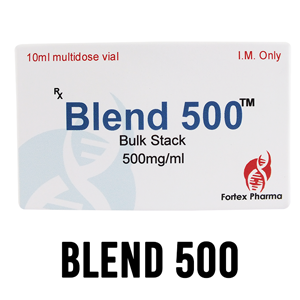 10ml multidose vial
I.M. Only
Rx
Blend 500™
Bulk Stack
500mg/ml
Fortex Pharma
BLEND 500